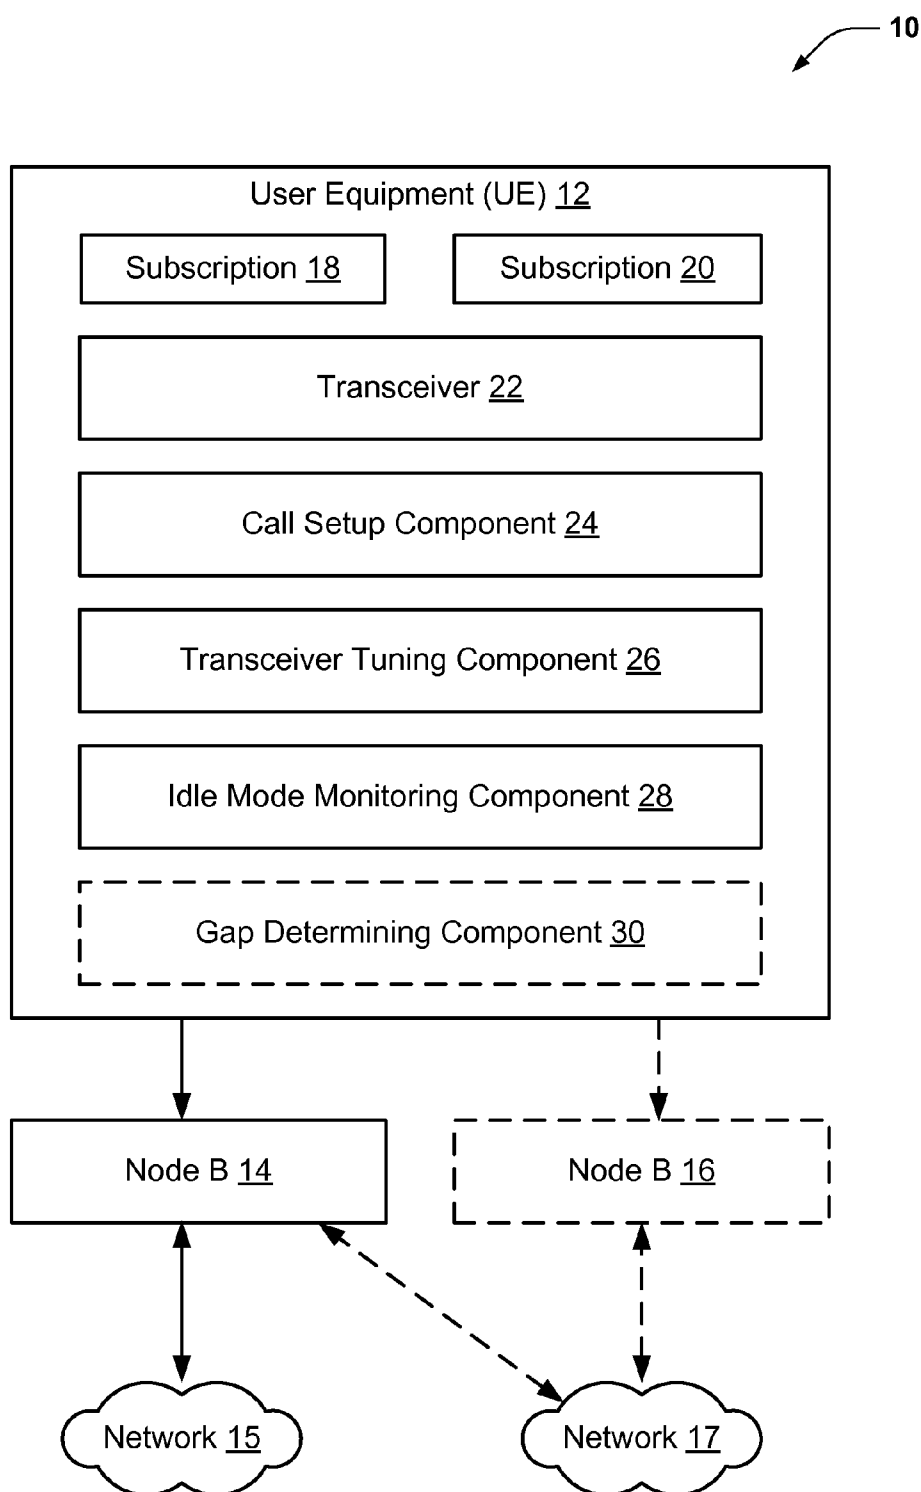 10
User Equipment (UE) 12
Subscription 18
Subscription 20
Transceiver 22
Call Setup Component 24
Transceiver Tuning Component 26
Idle Mode Monitoring Component 28
Gap Determining Component 30
Node B 14
Node B 16
Network 15
Network 17